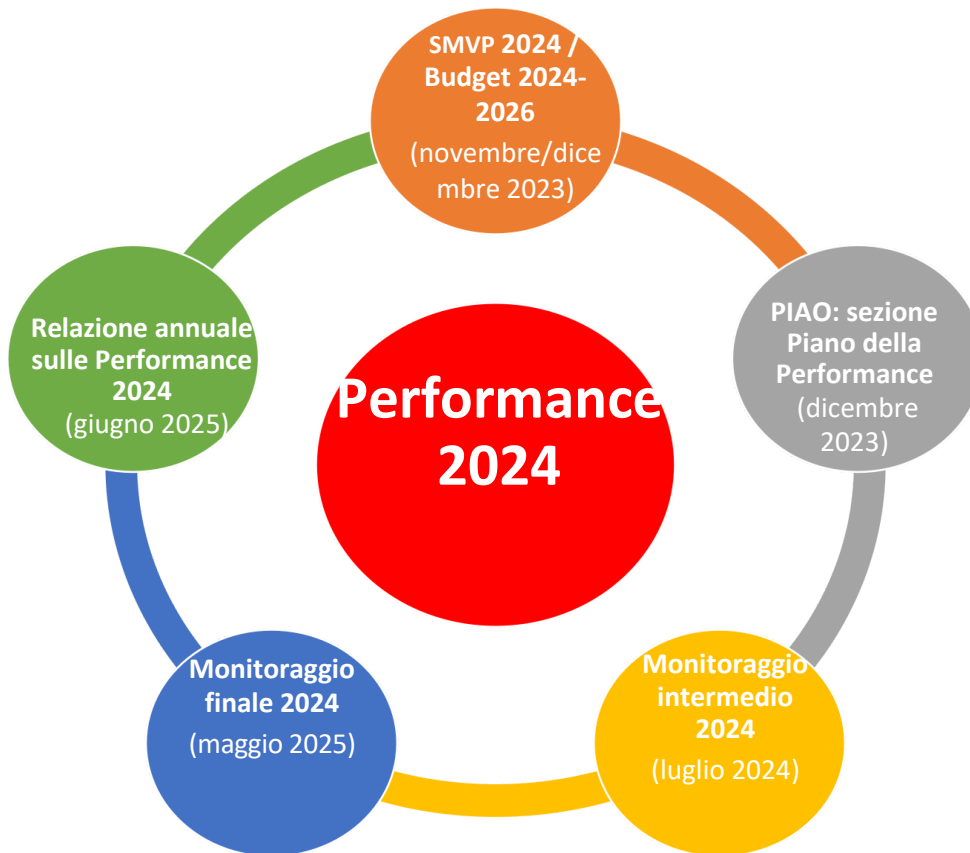 SMVP 2024 /
Budget 2024-
2026
(novembre/dice
mbre 2023)
PIAO: sezione
Piano della
Performance
(dicembre
2023)
Relazione annuale
sulle Performance
2024
(giugno 2025)
Performance
2024
Monitoraggio
finale 2024
(maggio 2025)
Monitoraggio
intermedio
2024
(luglio 2024)